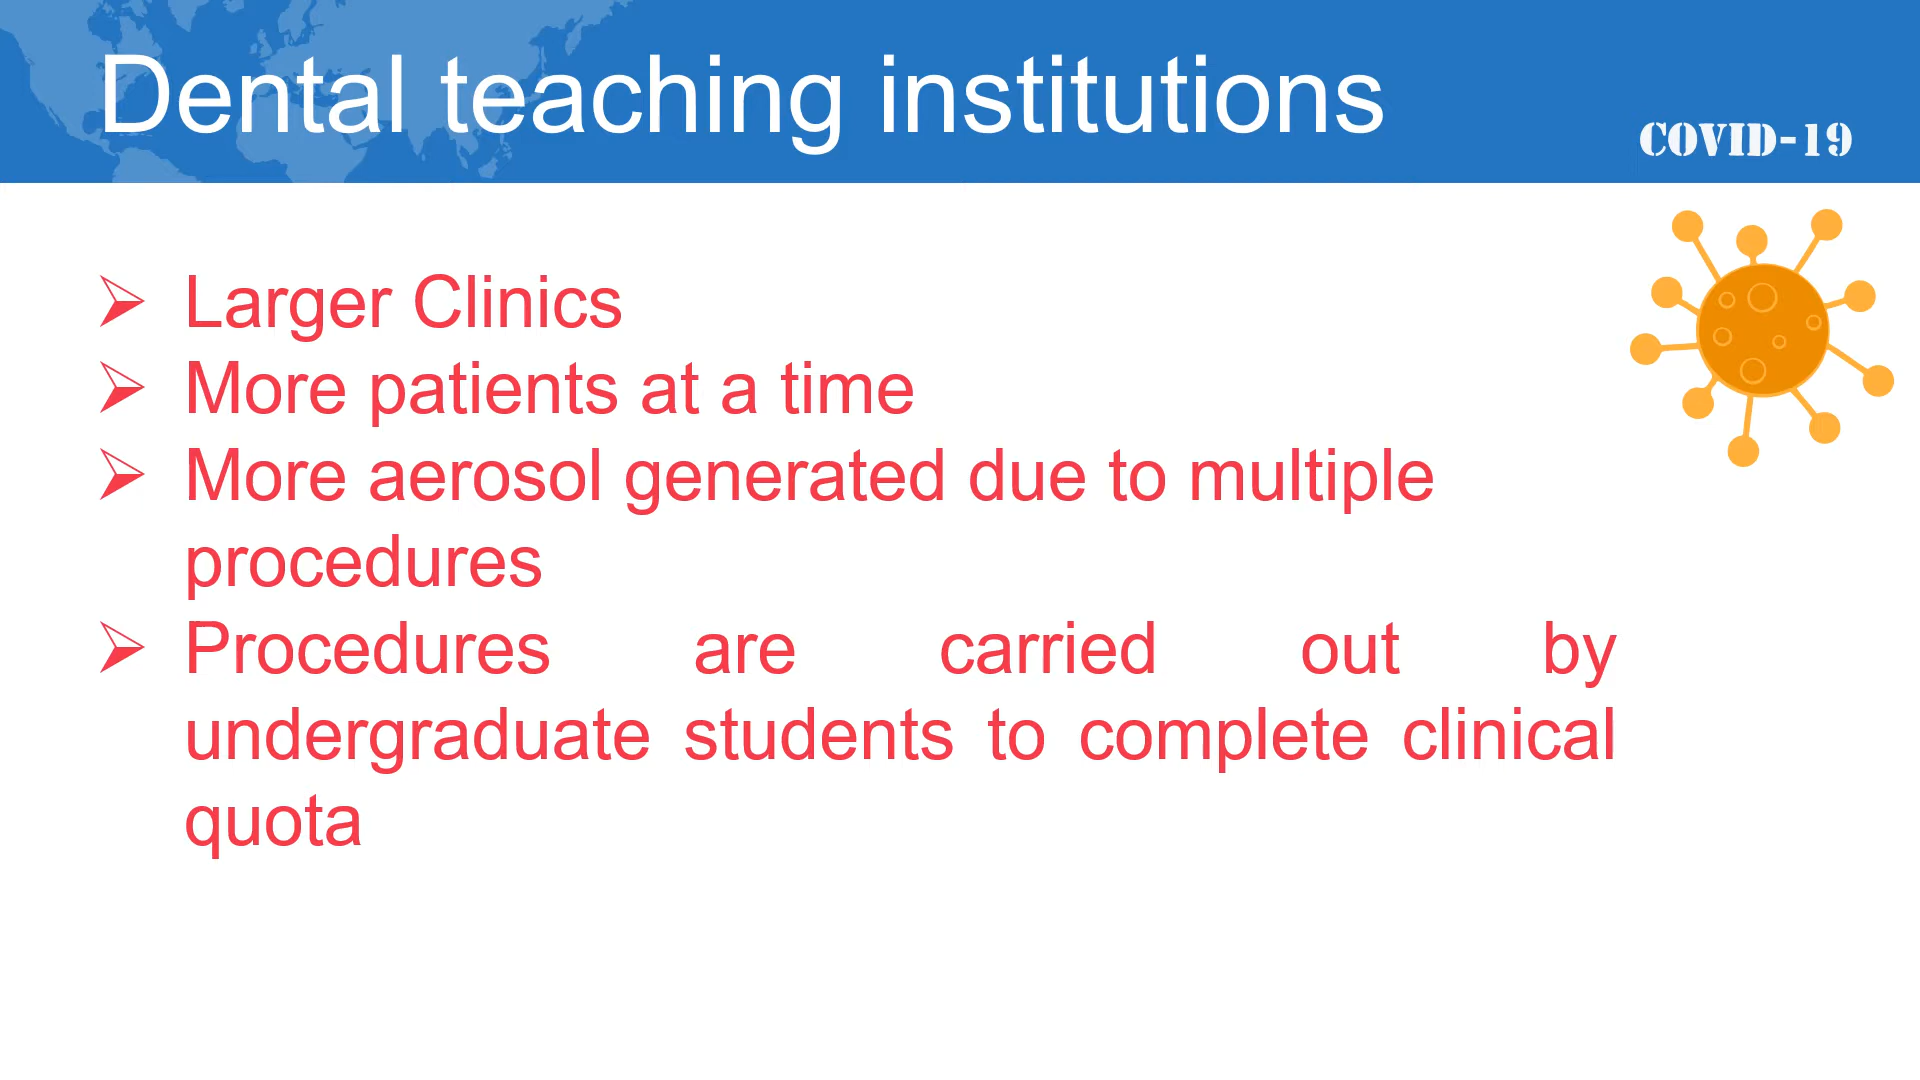 Dental teaching institutions
COVID-19
Larger Clinics
More patients at a time
More aerosol generated due to multiple
procedures
Procedures are carried out by
undergraduate students to complete clinical
quota